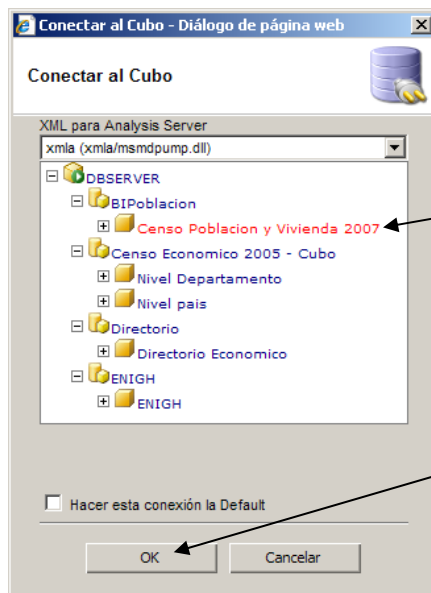 Conectar al Cubo - Diálogo de página web
Conectar al Cubo
XML para Analysis Server
xmla (xmla/msmdpump.dll)
DBSERVER
BIPoblacion
Censo Poblacion y Vivienda 2007
Censo Economico 2005 - Cubo
Nivel Departamento
Nivel pais
Directorio
Directorio Economico
ENIGH
ENIGH
Hacer esta conexión la Default
OK Cancelar